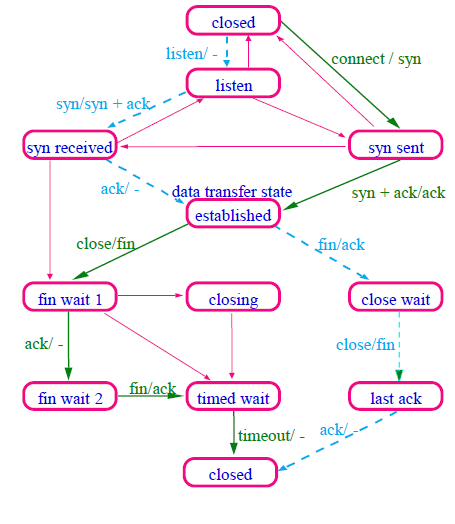 closed
listen/ -
connect / syn
listen
syn/syn + ack
syn received
syn sent
ack/ -
data transfer state
syn + ack/ack
established
close/fin
fin/ack
fin wait 1
closing
close wait
ack/ -
close/fin
fin/ack
fin wait 2
timed wait
last ack
timeout/ -
ack/ -
closed